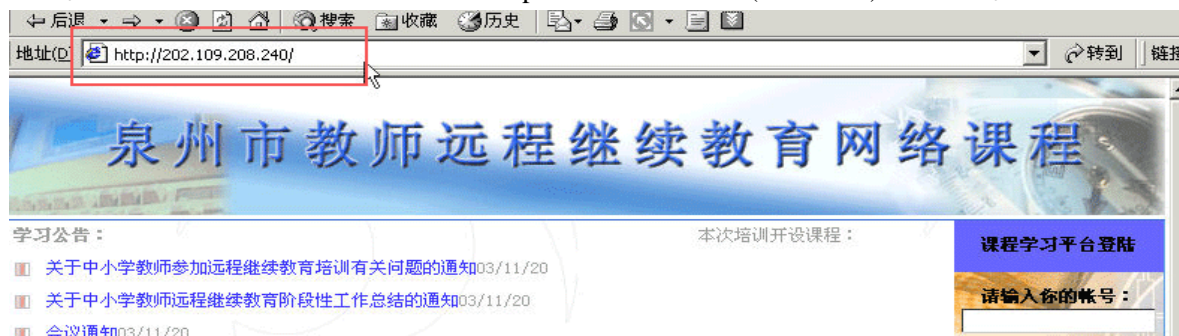 后退 搜索 收藏 历史
地址(D) http://202.109.208.240/ 转到 链接
泉州市教师远程继续教育网络课程
学习公告： 本次培训开设课程： 课程学习平台登陆
关于中小学教师参加远程继续教育培训有关问题的通知03/11/20
关于中小学教师远程继续教育阶段性工作总结的通知03/11/20 请输入你的帐号：
会议通知03/11/20